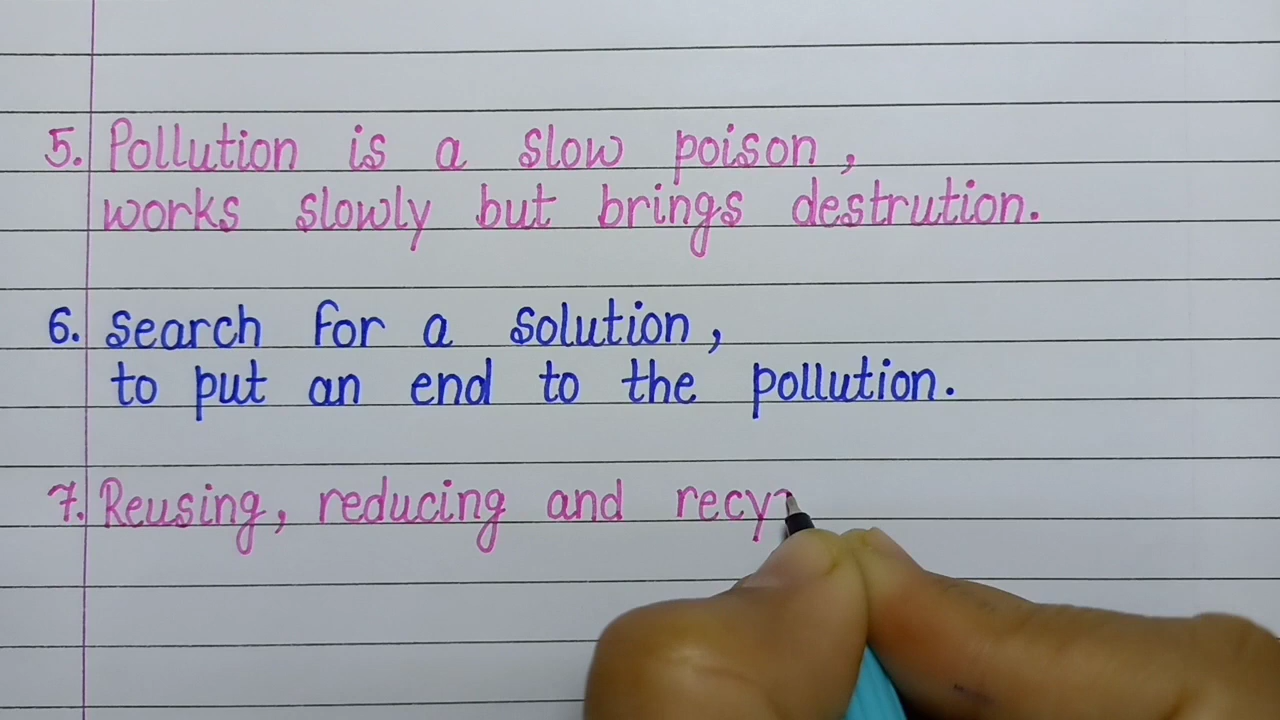 5. Pollution is a slow poison,
works slowly but brings destrution.
6. Search for a solution,
to put an end to the pollution.
7. Reusing, reducing and recy